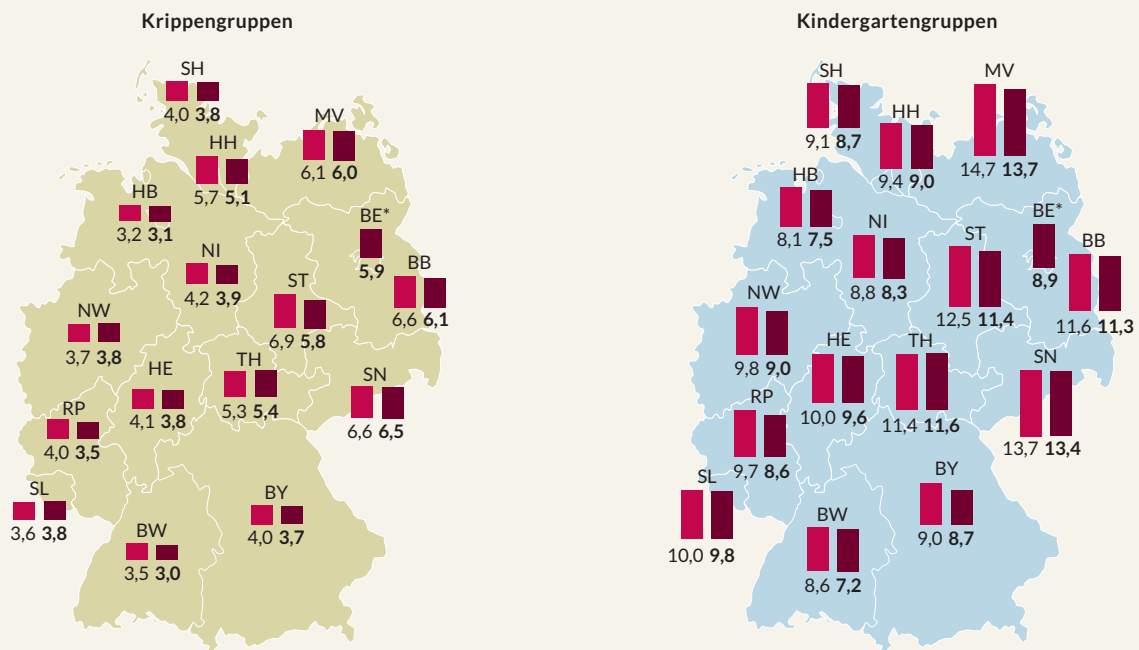 Krippengruppen
SH
4,0 3,8
MV
6,1 6,0
HH
5,7 5,1
HB
3,2 3,1
BE*
5,9
NI
4,2 3,9
BB
6,6 6,1
ST
6,9 5,8
NW
3,7 3,8
TH
5,3 5,4
HE
4,1 3,8
SN
6,6 6,5
RP
4,0 3,5
SL
3,6 3,8
BY
4,0 3,7
BW
3,5 3,0
Kindergartengruppen
SH
9,1 8,7
MV
14,7 13,7
HH
9,4 9,0
HB
8,1 7,5
BE*
8,9
NI
8,8 8,3
ST
12,5 11,4
BB
11,6 11,3
NW
9,8 9,0
HE
10,0 9,6
TH
11,4 11,6
SN
13,7 13,4
RP
9,7 8,6
SL
10,0 9,8
BY
9,0 8,7
BW
8,6 7,2